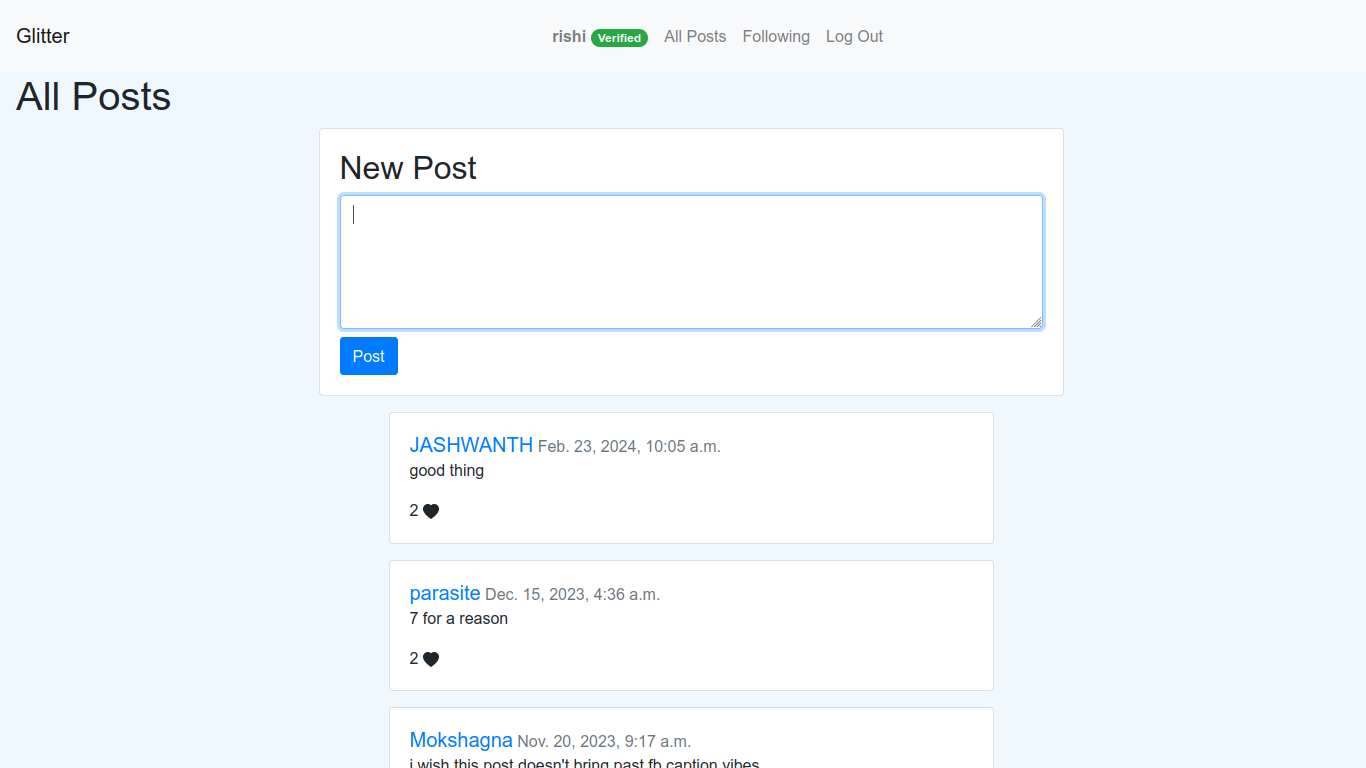 Glitter
rishi Verified All Posts Following Log Out
All Posts
New Post
Post
JASHWANTH Feb. 23, 2024, 10:05 a.m.
good thing
2
parasite Dec. 15, 2023, 4:36 a.m.
7 for a reason
2
Mokshagna Nov. 20, 2023, 9:17 a.m.
i wish this post doesn't bring past fb caption vibes